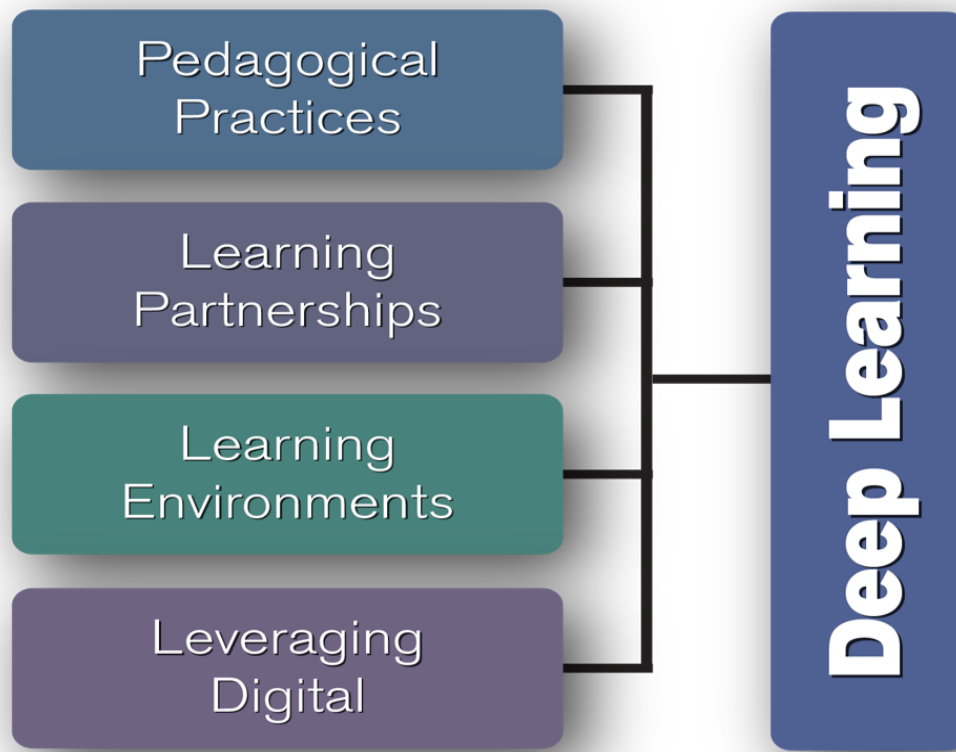 Pedagogical
Practices
Learning
Partnerships
Learning
Environments
Leveraging
Digital
Deep Learning